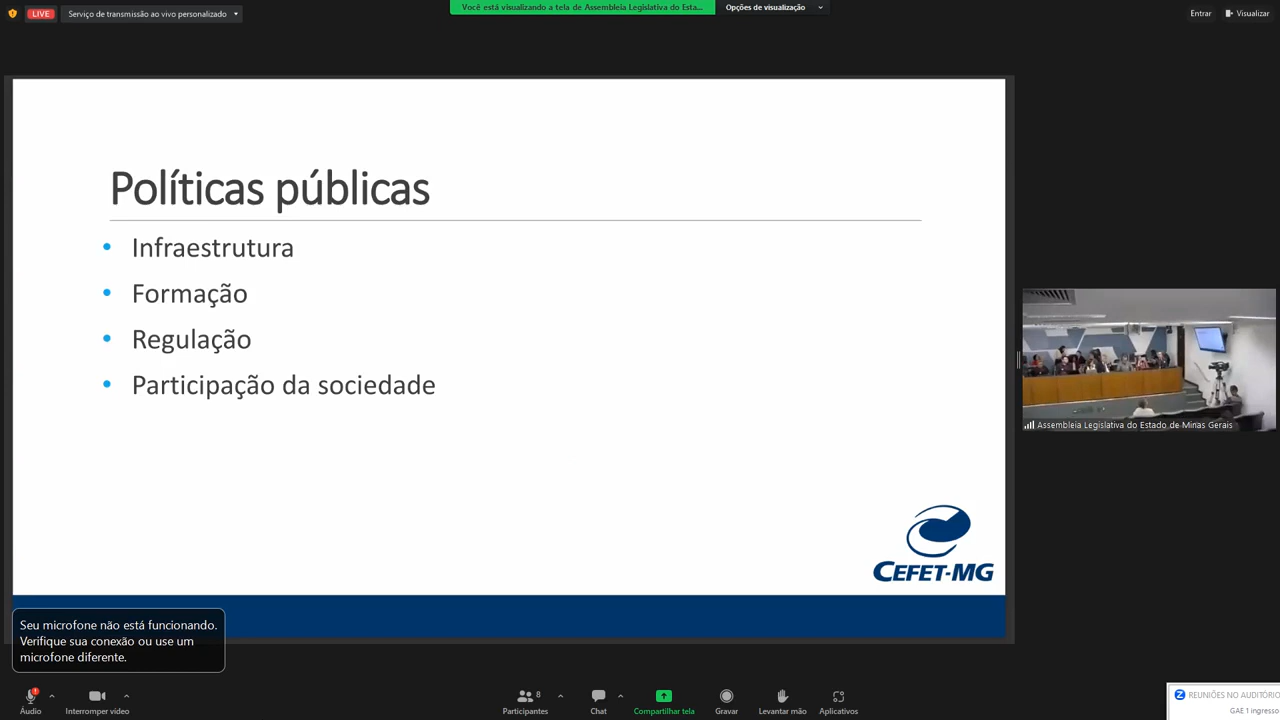 LIVE
Serviço de transmissão ao vivo personalizado
Você está visualizando a tela de Assembleia Legislativa do Esta...
Opções de visualização
Entrar
Visualizar
Políticas públicas
• Infraestrutura
• Formação
• Regulação
• Participação da sociedade
CEFET-MG
Assembleia Legislativa do Estado de Minas Gerais
Seu microfone não está funcionando.
Verifique sua conexão ou use um
microfone diferente.
Áudio
Interromper vídeo
8
Participantes
Chat
Compartilhar tela
Gravar
Levantar mão
Aplicativos
Z REUNIÕES NO AUDITÓRIO
GAE 1 ingresso